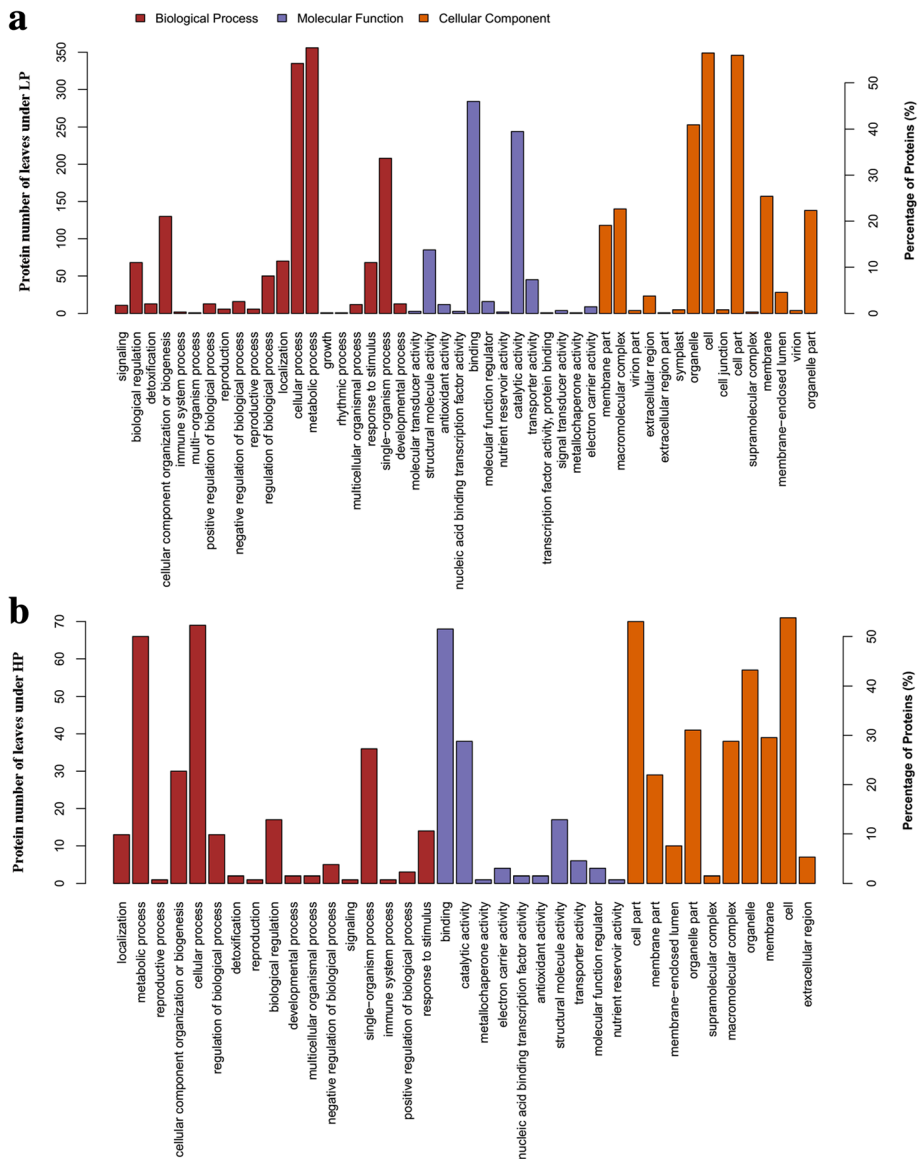 a
Biological Process
Molecular Function
Cellular Component
Protein number of leaves under LP
350
300
250
200
150
100
50
0
50
40
30
20
10
0
Percentage of Proteins (%)
signaling
biological regulation
detoxification
cellular component organization or biogenesis
immune system process
multi-organism process
positive regulation of biological process
reproduction
negative regulation of biological process
reproductive process
regulation of biological process
localization
cellular process
metabolic process
growth
rhythmic process
multicellular organismal process
response to stimulus
single-organism process
developmental process
molecular transducer activity
structural molecule activity
antioxidant activity
nucleic acid binding transcription factor activity
binding
molecular function regulator
nutrient reservoir activity
catalytic activity
transporter activity
transcription factor activity, protein binding
signal transducer activity
metallochaperone activity
electron carrier activity
membrane part
macromolecular complex
virion part
extracellular region
extracellular region part
symplast
organelle
cell
cell junction
cell part
supramolecular complex
membrane
membrane-enclosed lumen
virion
organelle part
b
Protein number of leaves under HP
70
60
50
40
30
20
10
0
50
40
30
20
10
0
Percentage of Proteins (%)
localization
metabolic process
reproductive process
cellular component organization or biogenesis
cellular process
regulation of biological process
detoxification
reproduction
biological regulation
developmental process
multicellular organismal process
negative regulation of biological process
signaling
single-organism process
immune system process
positive regulation of biological process
response to stimulus
binding
catalytic activity
metallochaperone activity
electron carrier activity
nucleic acid binding transcription factor activity
antioxidant activity
structural molecule activity
transporter activity
molecular function regulator
nutrient reservoir activity
cell part
membrane part
membrane-enclosed lumen
organelle part
supramolecular complex
macromolecular complex
organelle
membrane
cell
extracellular region